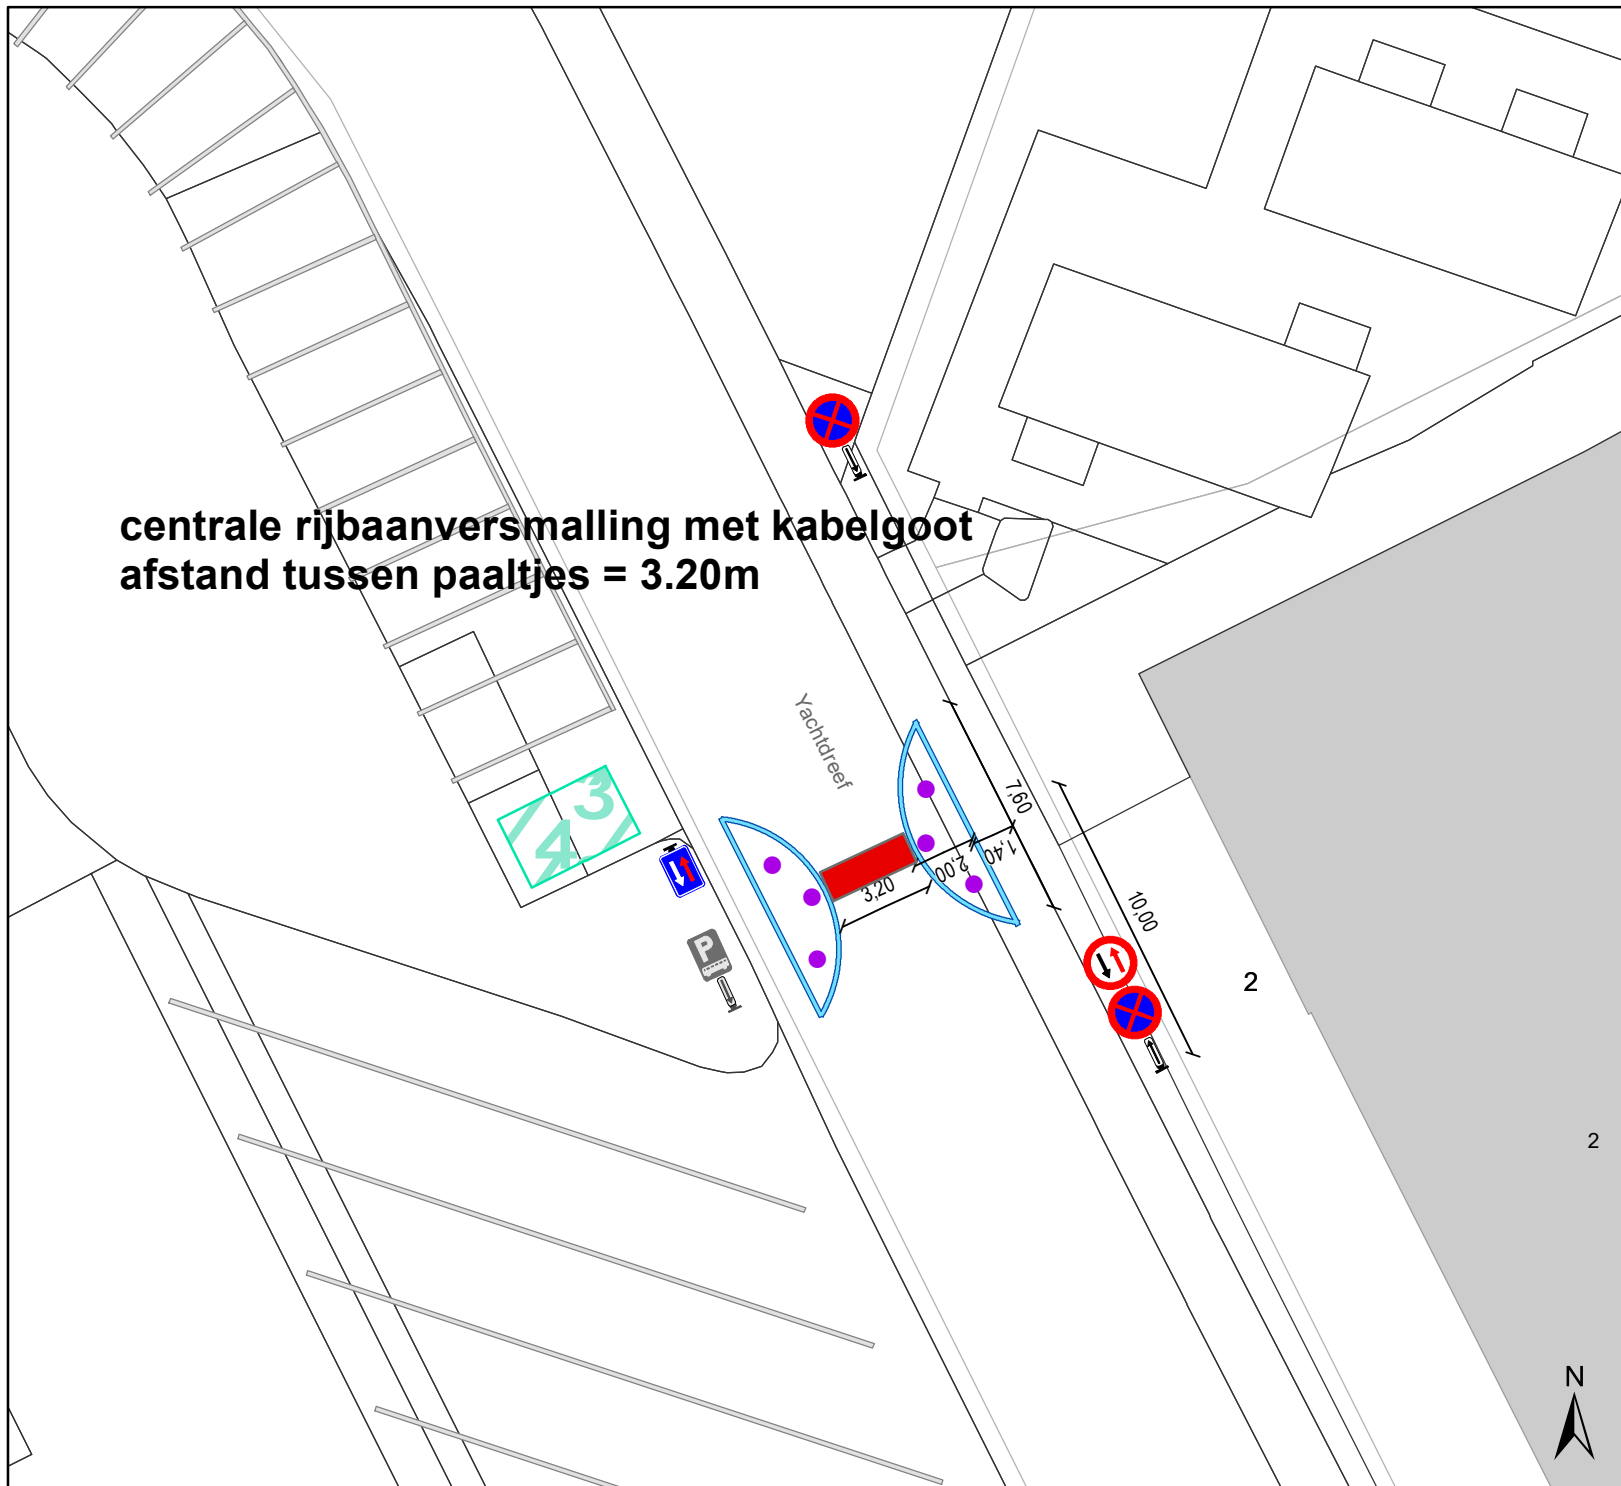 centrale rijbaanversmalling met kabelgoot
afstand tussen paaltjes = 3.20m
Yachtdreef
7,60
1,40
2,00
3,20
10,00
43
P
2
2
N